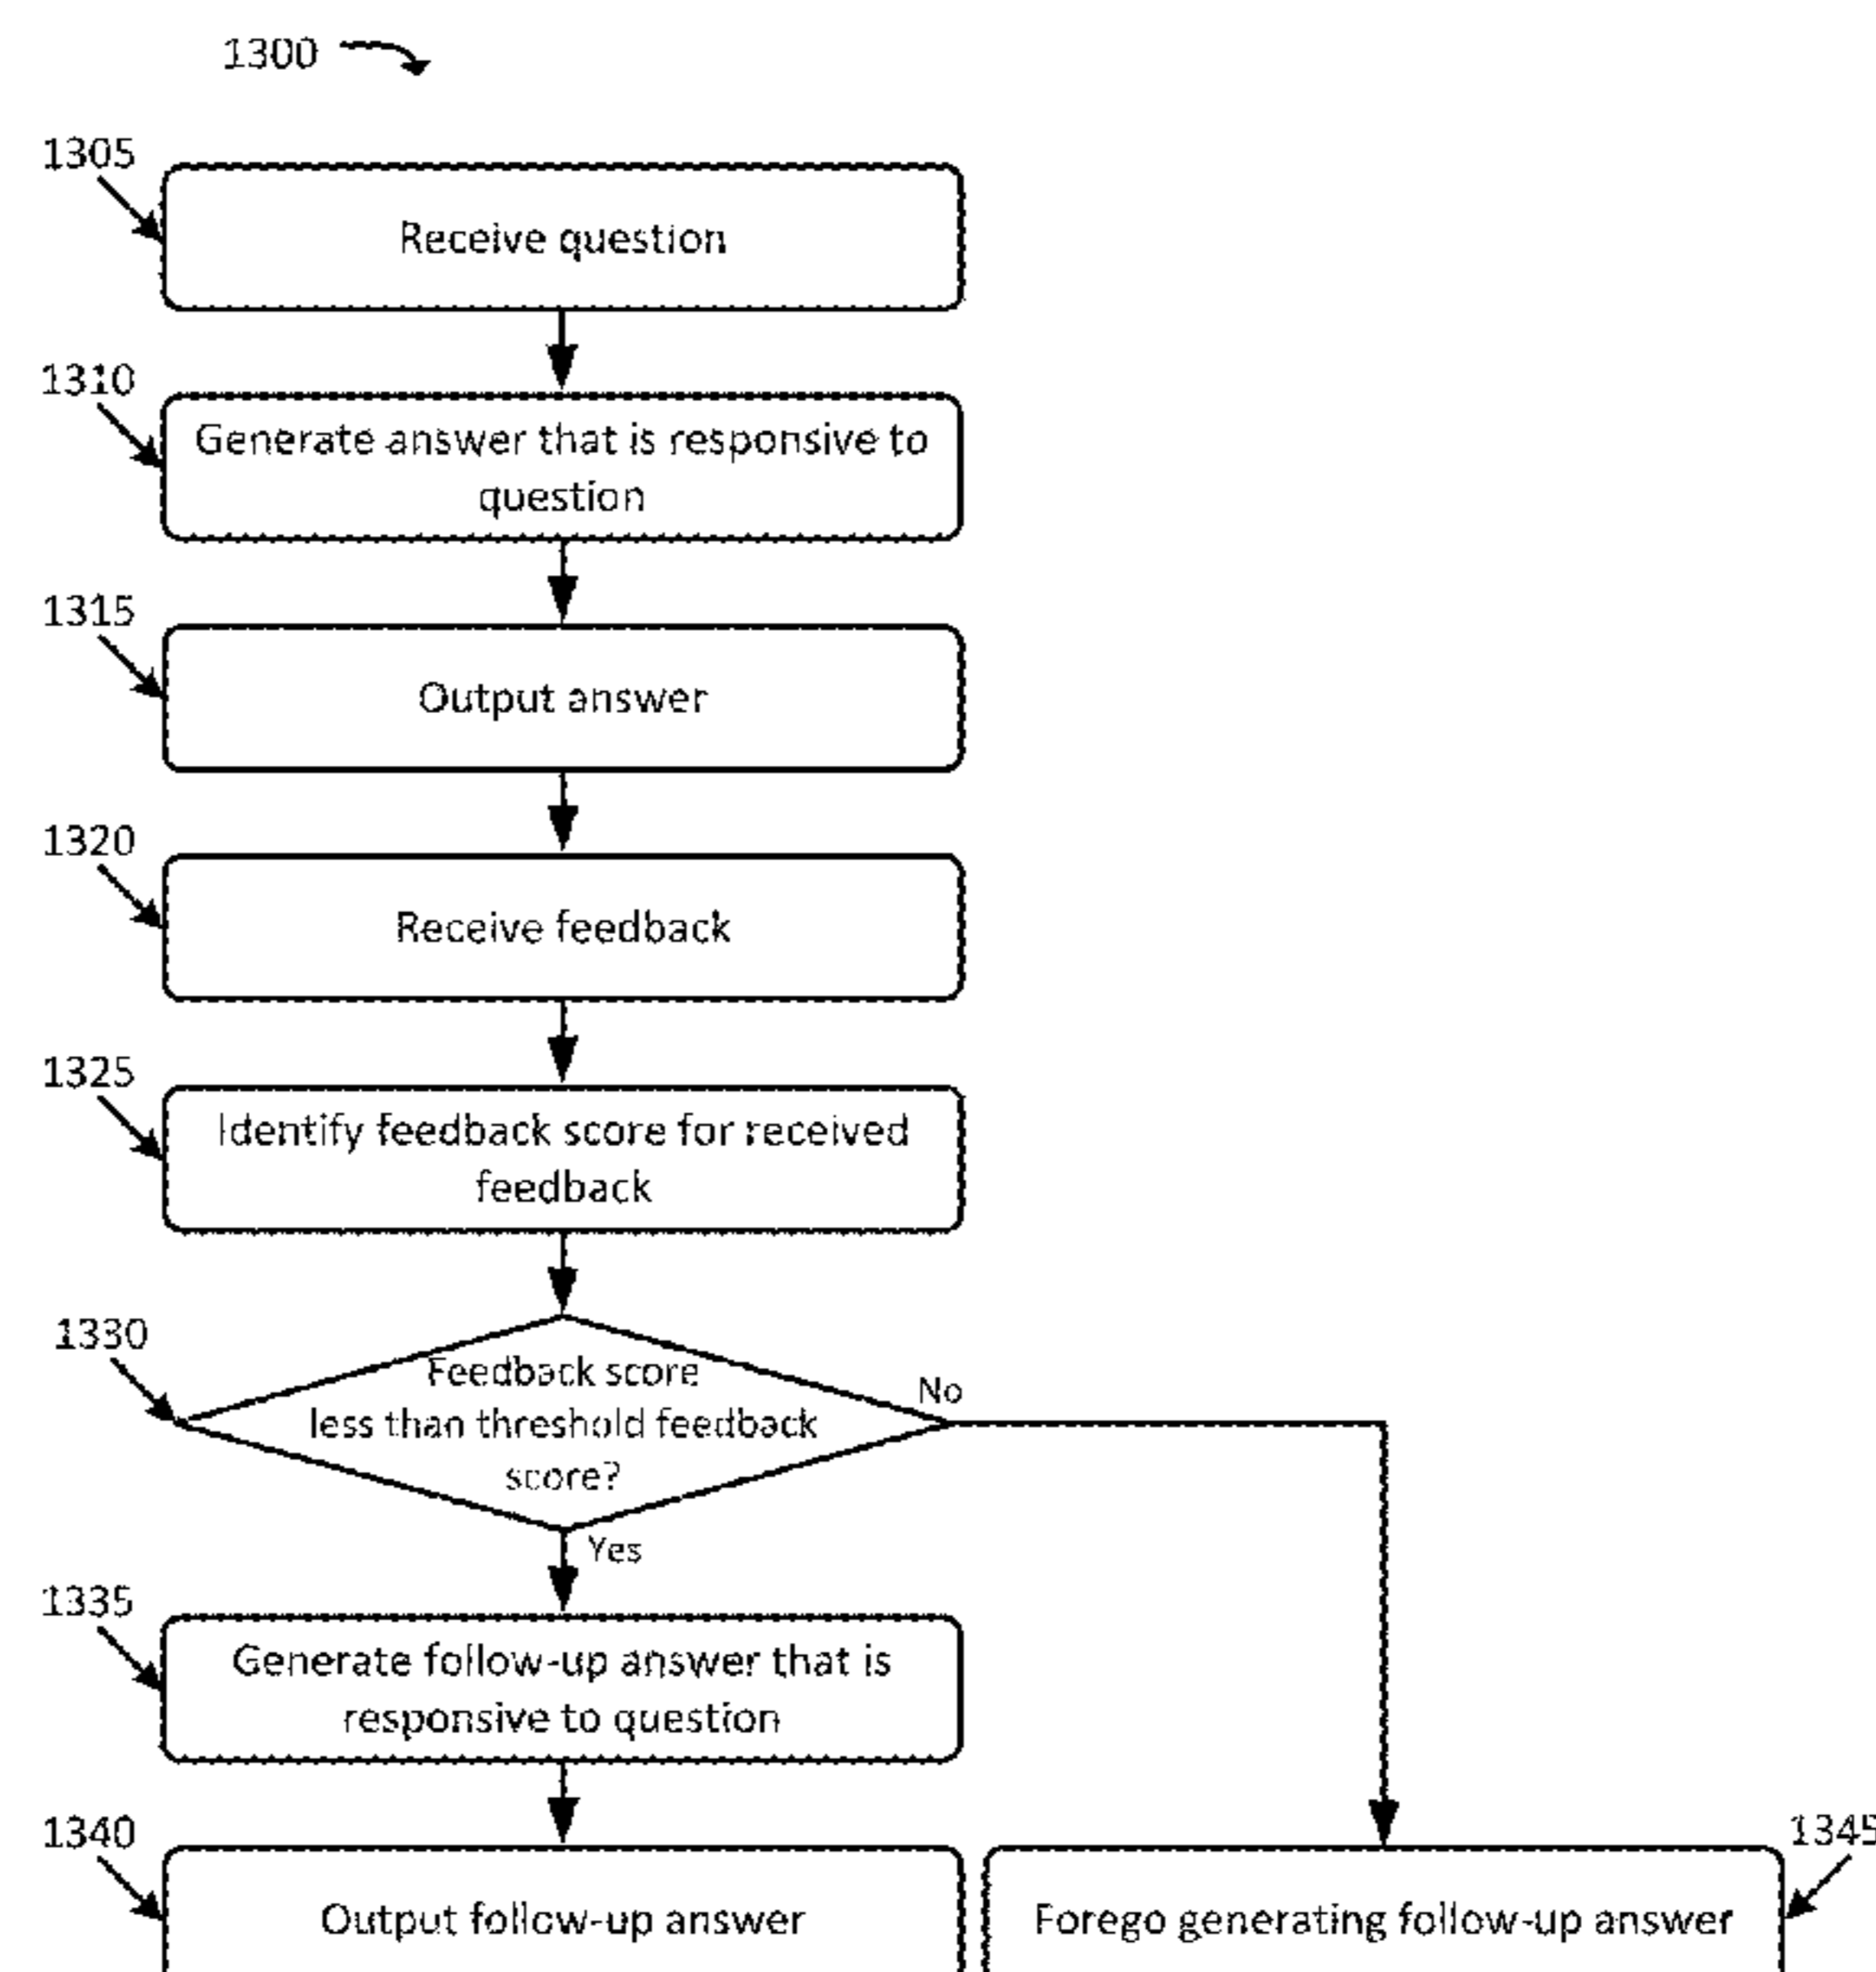 1300
1305
Receive question
1310
Generate answer that is responsive to
question
1315
Output answer
1320
Receive feedback
1325
Identify feedback score for received
feedback
1330
Feedback score
less than threshold feedback
score?
No
Yes
1335
Generate follow-up answer that is
responsive to question
1340
Output follow-up answer
1345
Forego generating follow-up answer